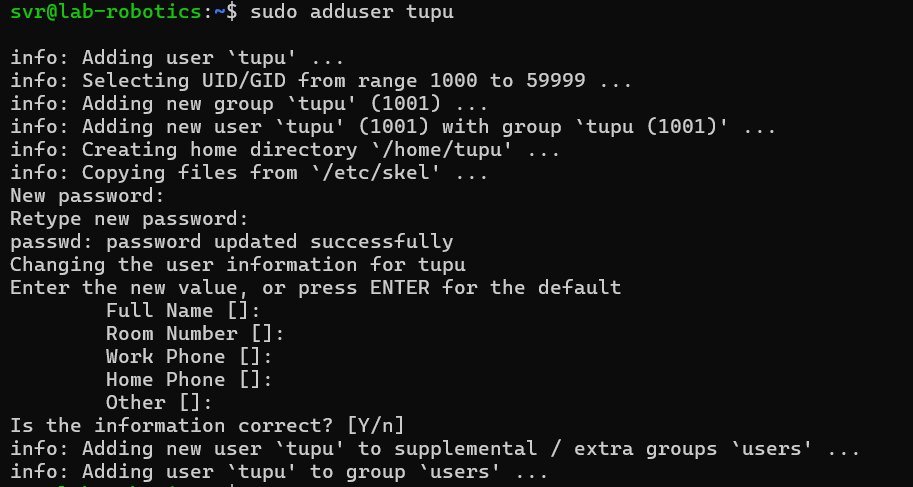 svr@lab-robotics:~$ sudo adduser tupu
info: Adding user `tupu' ...
info: Selecting UID/GID from range 1000 to 59999 ...
info: Adding new group `tupu' (1001) ...
info: Adding new user `tupu' (1001) with group `tupu (1001)' ...
info: Creating home directory `/home/tupu' ...
info: Copying files from `/etc/skel' ...
New password:
Retype new password:
passwd: password updated successfully
Changing the user information for tupu
Enter the new value, or press ENTER for the default
        Full Name []:
        Room Number []:
        Work Phone []:
        Home Phone []:
        Other []:
Is the information correct? [Y/n]
info: Adding new user `tupu' to supplemental / extra groups `users' ...
info: Adding user `tupu' to group `users' ...